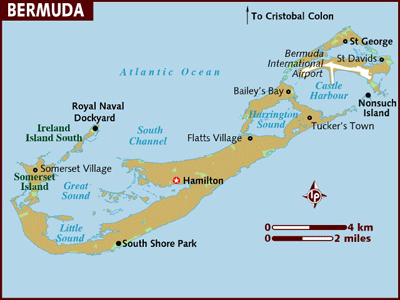 BERMUDA
To Cristobal Colon
St George
Bermuda
International
Airport
St Davids
Atlantic Ocean
Bailey's Bay
Castle
Harbour
Nonsuch
Island
Royal Naval
Dockyard
Harrington
Sound
Tucker's Town
Ireland
Island South
South
Channel
Flatts Village
Somerset Village
Somerset
Island
Great
Sound
Hamilton
Little
Sound
South Shore Park
lp
0 4 km
0 2 miles